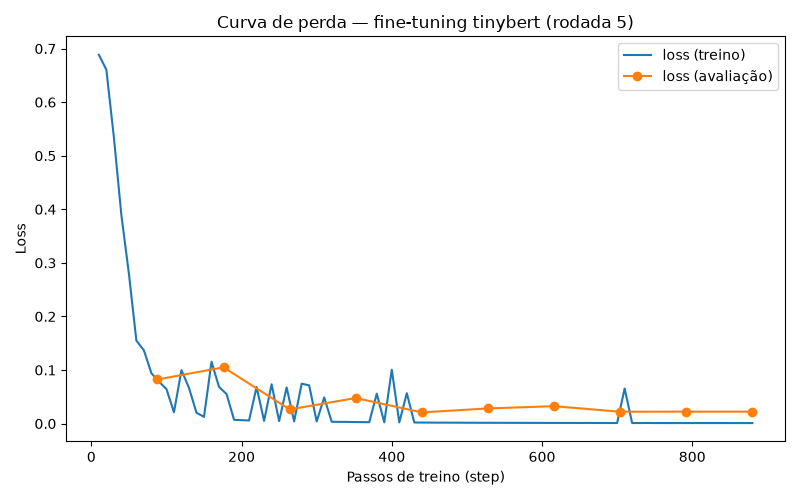 Curva de perda — fine-tuning tinybert (rodada 5)
loss (treino)
loss (avaliação)
Loss
0.7
0.6
0.5
0.4
0.3
0.2
0.1
0.0
0
200
400
600
800
Passos de treino (step)